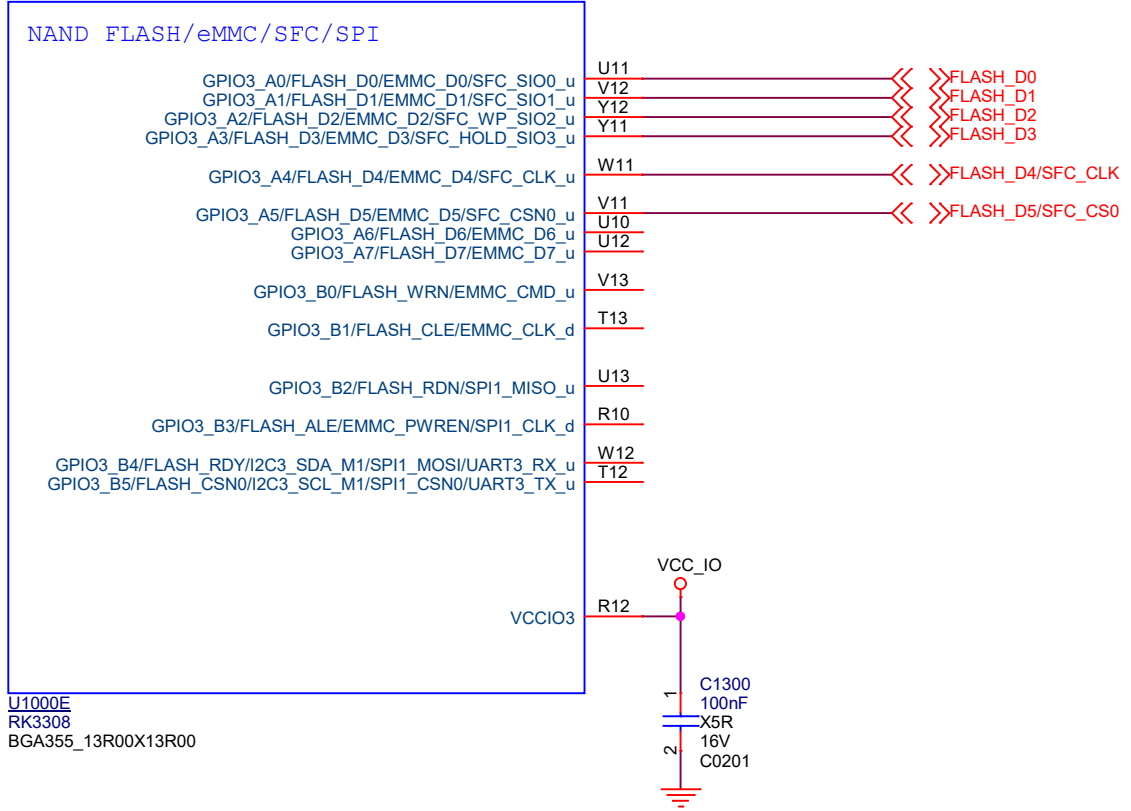 NAND FLASH/eMMC/SFC/SPI
GPIO3_A0/FLASH_D0/EMMC_D0/SFC_SIO0_u U11 FLASH_D0
GPIO3_A1/FLASH_D1/EMMC_D1/SFC_SIO1_u V12 FLASH_D1
GPIO3_A2/FLASH_D2/EMMC_D2/SFC_WP_SIO2_u Y12 FLASH_D2
GPIO3_A3/FLASH_D3/EMMC_D3/SFC_HOLD_SIO3_u Y11 FLASH_D3
GPIO3_A4/FLASH_D4/EMMC_D4/SFC_CLK_u W11 FLASH_D4/SFC_CLK
GPIO3_A5/FLASH_D5/EMMC_D5/SFC_CSN0_u V11 FLASH_D5/SFC_CS0
GPIO3_A6/FLASH_D6/EMMC_D6_u U10
GPIO3_A7/FLASH_D7/EMMC_D7_u U12
GPIO3_B0/FLASH_WRN/EMMC_CMD_u V13
GPIO3_B1/FLASH_CLE/EMMC_CLK_d T13
GPIO3_B2/FLASH_RDN/SPI1_MISO_u U13
GPIO3_B3/FLASH_ALE/EMMC_PWREN/SPI1_CLK_d R10
GPIO3_B4/FLASH_RDY/I2C3_SDA_M1/SPI1_MOSI/UART3_RX_u W12
GPIO3_B5/FLASH_CSN0/I2C3_SCL_M1/SPI1_CSN0/UART3_TX_u T12
VCC_IO
VCCIO3 R12
U1000E
RK3308
BGA355_13R00X13R00
1
2
C1300
100nF
X5R
16V
C0201